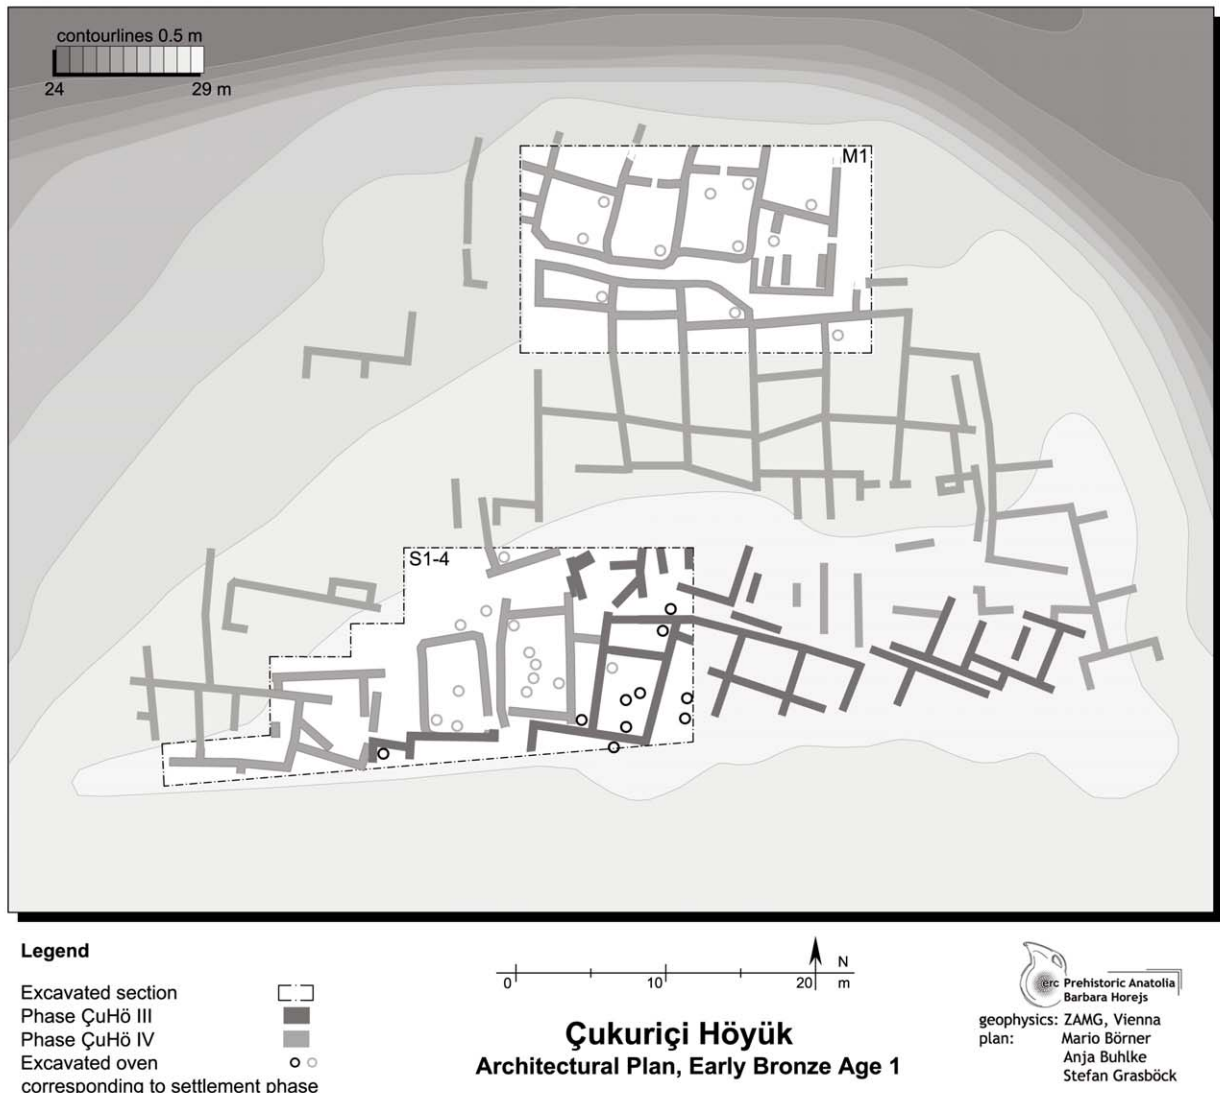 contourlines 0.5 m
24 29 m
M1
S1-4
Legend
Excavated section
Phase ÇuHö III
Phase ÇuHö IV
Excavated oven
corresponding to settlement phase
N
0 10 20 m
Çukuriçi Höyük
Architectural Plan, Early Bronze Age 1
erc Prehistoric Anatolia
Barbara Horejs
geophysics: ZAMG, Vienna
plan: Mario Börner
Anja Buhlke
Stefan Grasböck